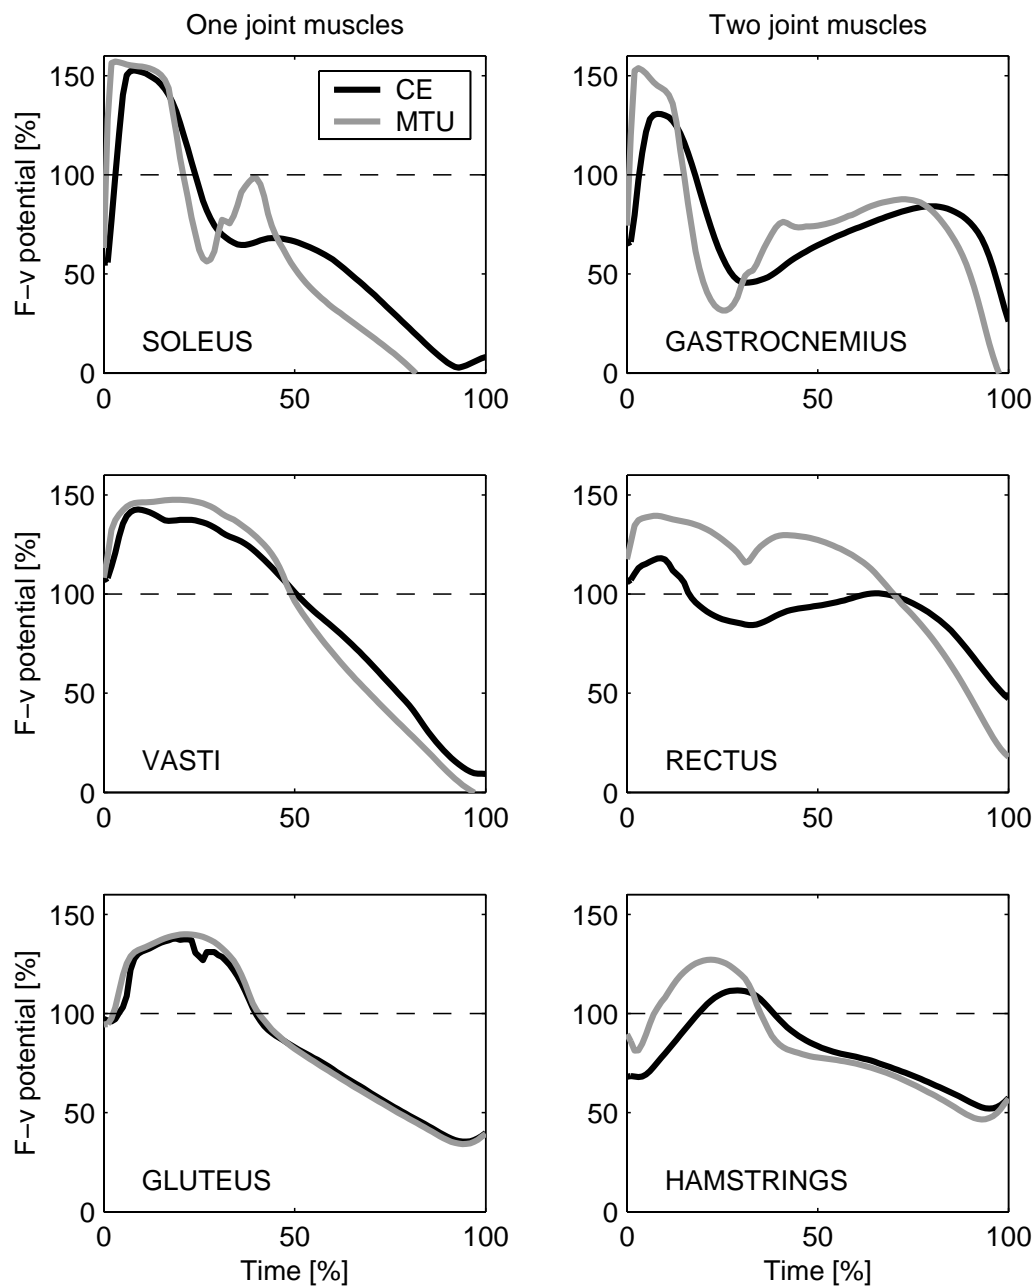 One joint muscles
Two joint muscles
F−v potential [%]
150
100
50
0
CE
MTU
SOLEUS
0 50 100
150
100
50
0
GASTROCNEMIUS
0 50 100
F−v potential [%]
150
100
50
0
VASTI
0 50 100
150
100
50
0
RECTUS
0 50 100
F−v potential [%]
150
100
50
0
GLUTEUS
0 50 100
Time [%]
150
100
50
0
HAMSTRINGS
0 50 100
Time [%]